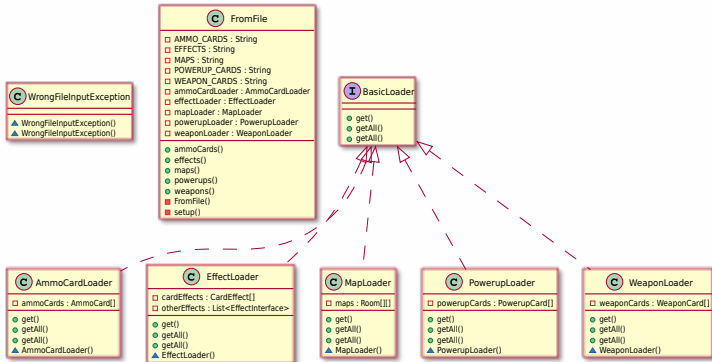 C FromFile
AMMO_CARDS : String
EFFECTS : String
MAPS : String
POWERUP_CARDS : String
WEAPON_CARDS : String
ammoCardLoader : AmmoCardLoader
effectLoader : EffectLoader
mapLoader : MapLoader
powerupLoader : PowerupLoader
weaponLoader : WeaponLoader
ammoCards()
effects()
maps()
powerups()
weapons()
FromFile()
setup()
C WrongFileInputException
WrongFileInputException()
WrongFileInputException()
I BasicLoader
get()
getAll()
getAll()
C AmmoCardLoader
ammoCards : AmmoCard[]
get()
getAll()
getAll()
AmmoCardLoader()
C EffectLoader
cardEffects : CardEffect[]
otherEffects : List<EffectInterface>
get()
getAll()
getAll()
EffectLoader()
C MapLoader
maps : Room[][]
get()
getAll()
getAll()
MapLoader()
C PowerupLoader
powerupCards : PowerupCard[]
get()
getAll()
getAll()
PowerupLoader()
C WeaponLoader
weaponCards : WeaponCard[]
get()
getAll()
getAll()
WeaponLoader()